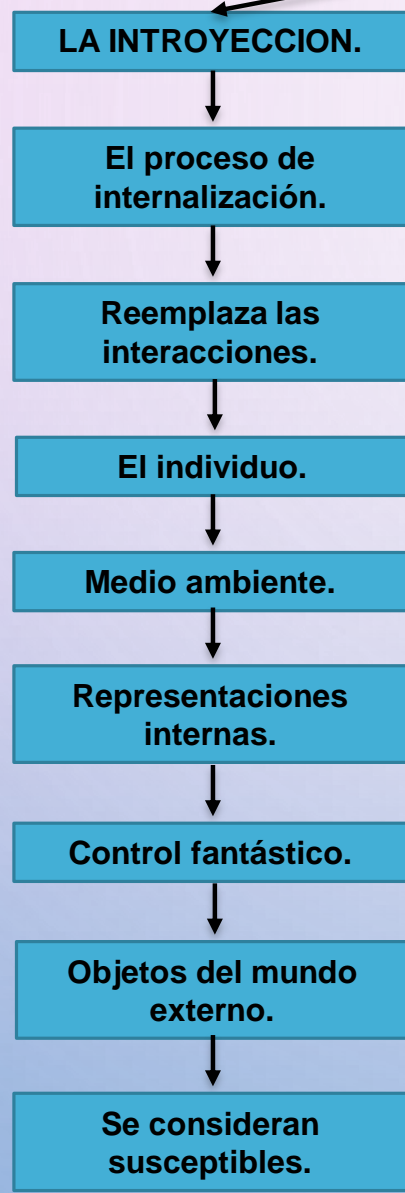 LA INTROYECCION.
El proceso de
internalización.
Reemplaza las
interacciones.
El individuo.
Medio ambiente.
Representaciones
internas.
Control fantástico.
Objetos del mundo
externo.
Se consideran
susceptibles.